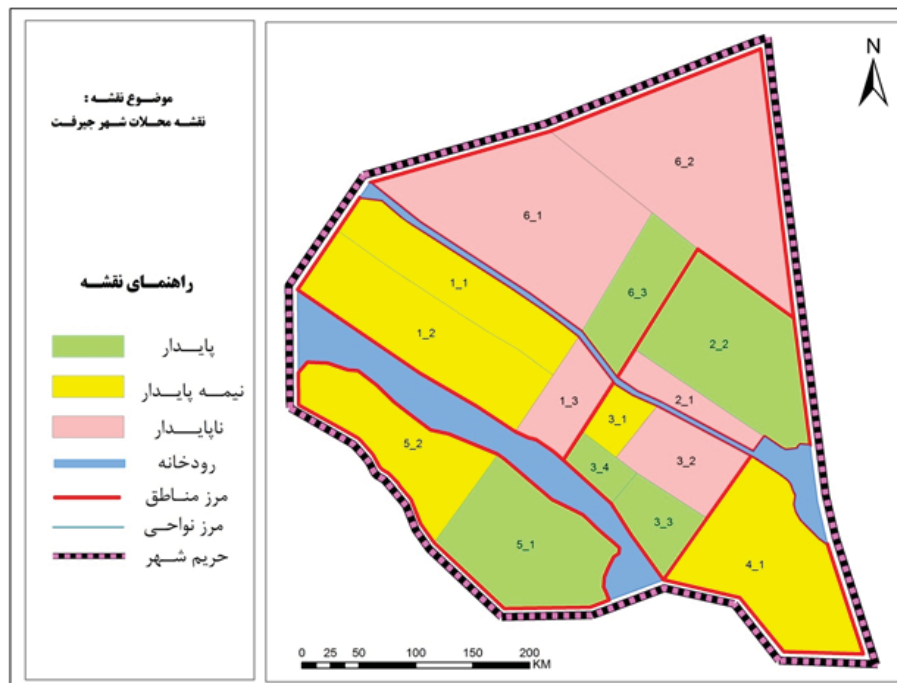 موضوع نقشه :
نقشه محلات شهر جیرفت
راهنمای نقشه
پایدار
نیمه پایدار
ناپایدار
رودخانه
مرز مناطق
مرز نواحی
حریم شهر
N
6_2
6_1
6_3
1_1
2_2
1_2
2_1
1_3
3_1
5_2
3_2
3_4
3_3
5_1
4_1
0 25 50 100 150 200
KM